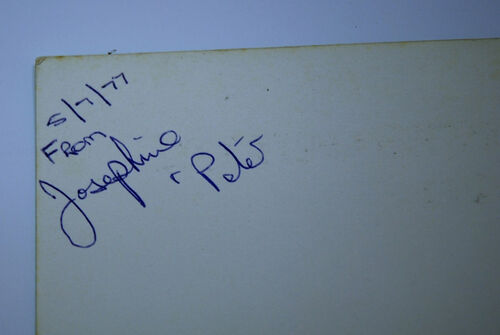 5/7/77
From
Josephine
& Peter